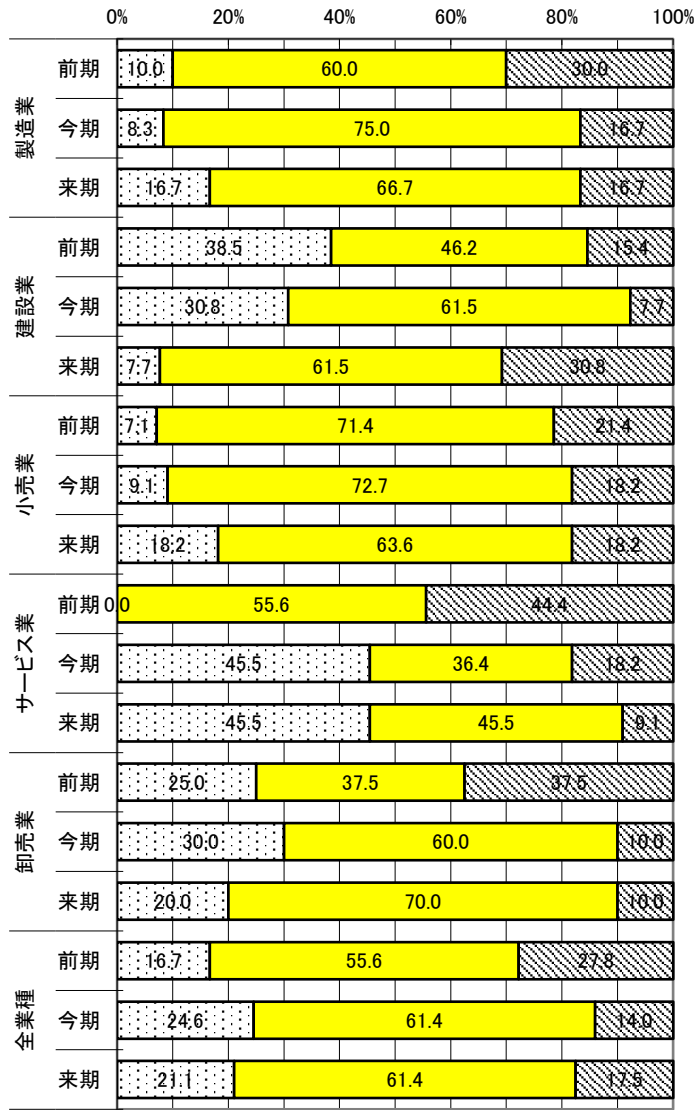 0% 20% 40% 60% 80% 100%
製造業
前期 10.0 60.0 30.0
今期 8.3 75.0 16.7
来期 16.7 66.7 16.7
建設業
前期 38.5 46.2 15.4
今期 30.8 61.5 7.7
来期 7.7 61.5 30.8
小売業
前期 7.1 71.4 21.4
今期 9.1 72.7 18.2
来期 18.2 63.6 18.2
サービス業
前期 0.0 55.6 44.4
今期 45.5 36.4 18.2
来期 45.5 45.5 9.1
卸売業
前期 25.0 37.5 37.5
今期 30.0 60.0 10.0
来期 20.0 70.0 10.0
全業種
前期 16.7 55.6 27.8
今期 24.6 61.4 14.0
来期 21.1 61.4 17.5